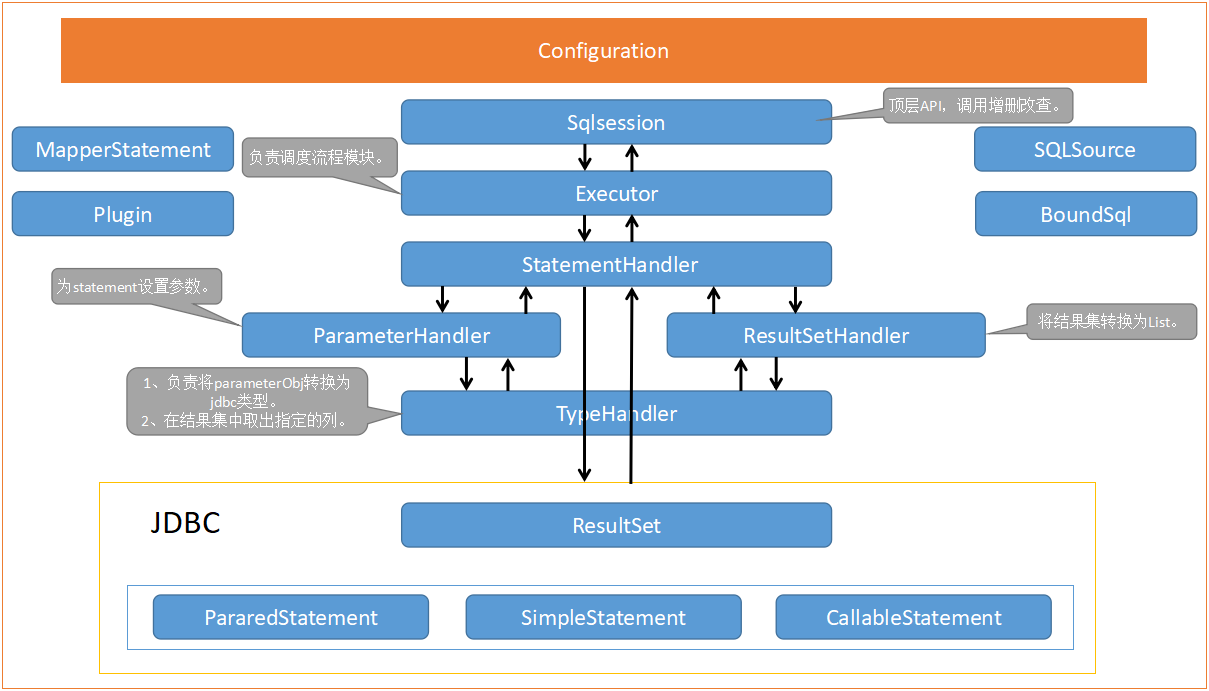 Configuration
Sqlsession
顶层API，调用增删改查。
MapperStatement
负责调度流程模块。
SQLSource
Executor
Plugin
BoundSql
StatementHandler
为statement设置参数。
ParameterHandler
ResultSetHandler
将结果集转换为List。
1、负责将parameterObj转换为
jdbc类型。
2、在结果集中取出指定的列。
TypeHandler
JDBC
ResultSet
PararedStatement
SimpleStatement
CallableStatement